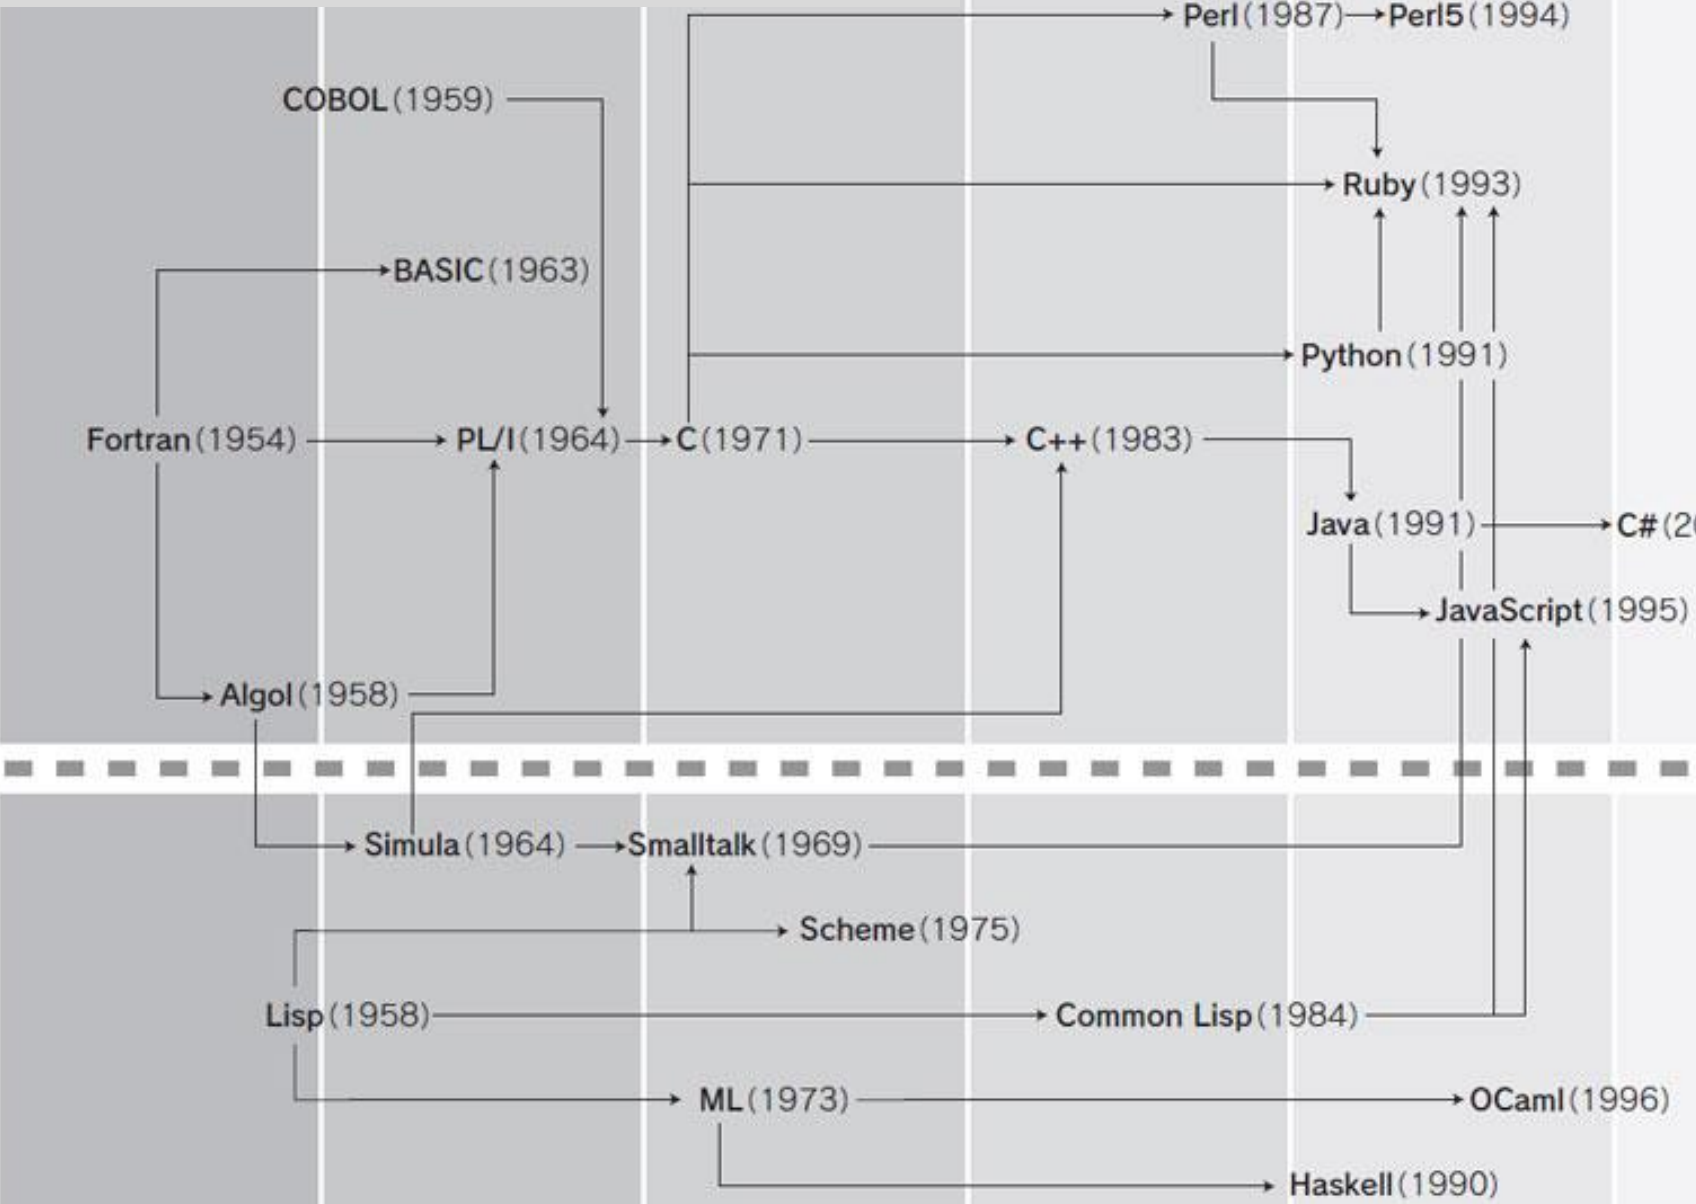 Perl(1987)
Perl5(1994)
COBOL(1959)
Ruby(1993)
BASIC(1963)
Python(1991)
Fortran(1954)
PL/I(1964)
C(1971)
C++(1983)
Java(1991)
C#(20
JavaScript(1995)
Algol(1958)
Simula(1964)
Smalltalk(1969)
Scheme(1975)
Lisp(1958)
Common Lisp(1984)
ML(1973)
OCaml(1996)
Haskell(1990)